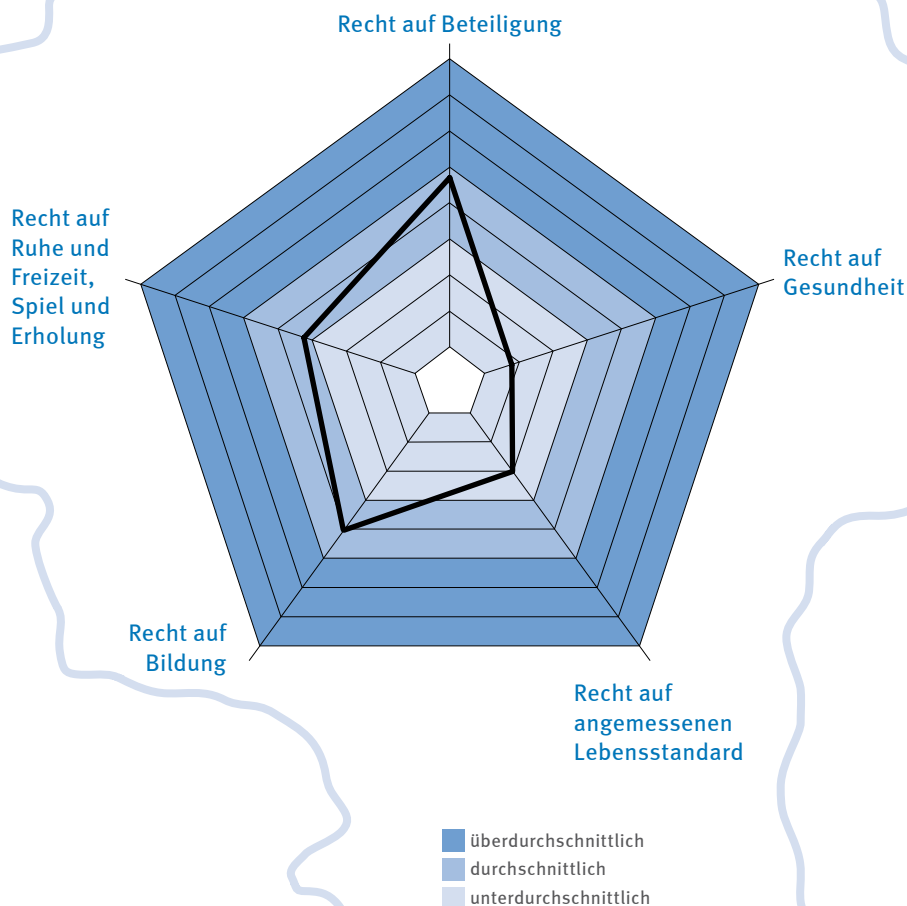 Recht auf Beteiligung
Recht auf
Ruhe und
Freizeit,
Spiel und
Erholung
Recht auf
Gesundheit
Recht auf
Bildung
Recht auf
angemessenen
Lebensstandard
überdurchschnittlich
durchschnittlich
unterdurchschnittlich